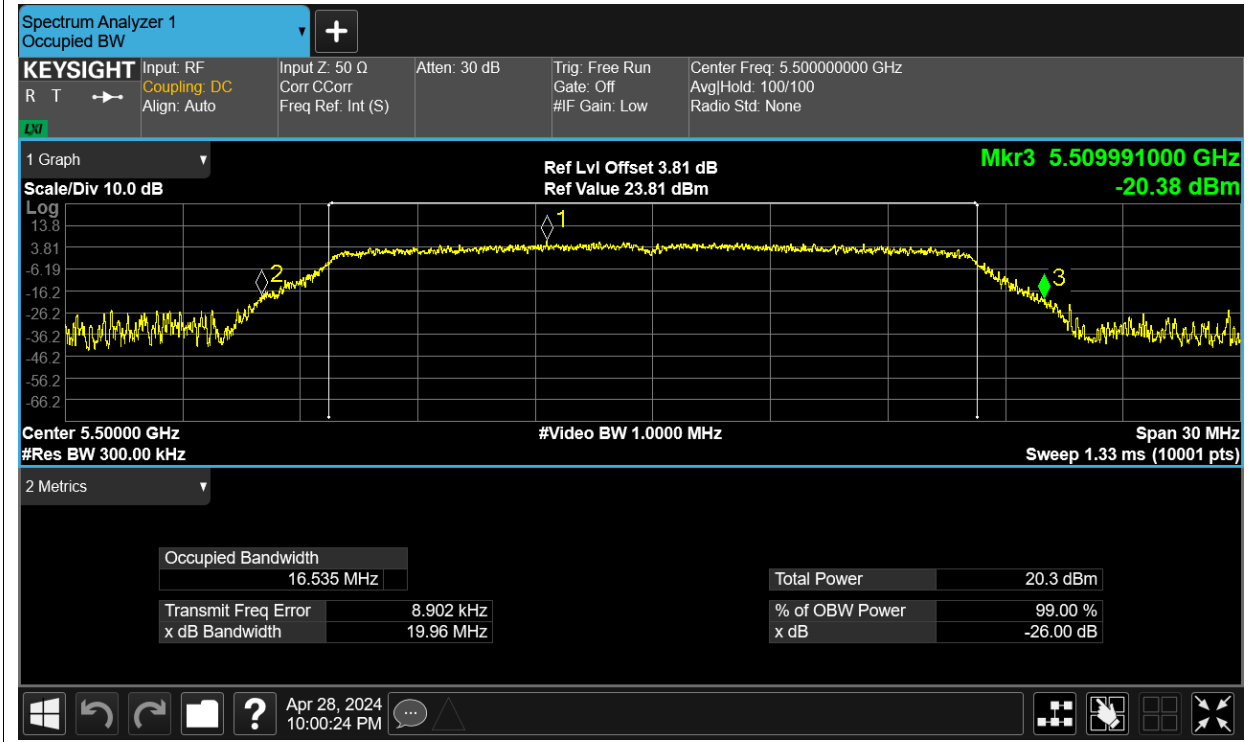 Spectrum Analyzer 1
Occupied BW
KEYSIGHT
R T
LXI
Input: RF
Coupling: DC
Align: Auto
Input Z: 50 Ω
Corr CCorr
Freq Ref: Int (S)
Atten: 30 dB
Trig: Free Run
Gate: Off
#IF Gain: Low
Center Freq: 5.500000000 GHz
Avg|Hold: 100/100
Radio Std: None
1 Graph
Scale/Div 10.0 dB
Ref Lvl Offset 3.81 dB
Ref Value 23.81 dBm
Mkr3 5.509991000 GHz
-20.38 dBm
Log
13.8
3.81
-6.19
-16.2
-26.2
-36.2
-46.2
-56.2
-66.2
1
2
3
Center 5.50000 GHz
#Res BW 300.00 kHz
#Video BW 1.0000 MHz
Span 30 MHz
Sweep 1.33 ms (10001 pts)
2 Metrics
Occupied Bandwidth
16.535 MHz
Transmit Freq Error 8.902 kHz
x dB Bandwidth 19.96 MHz
Total Power 20.3 dBm
% of OBW Power 99.00 %
x dB -26.00 dB
?
Apr 28, 2024
10:00:24 PM